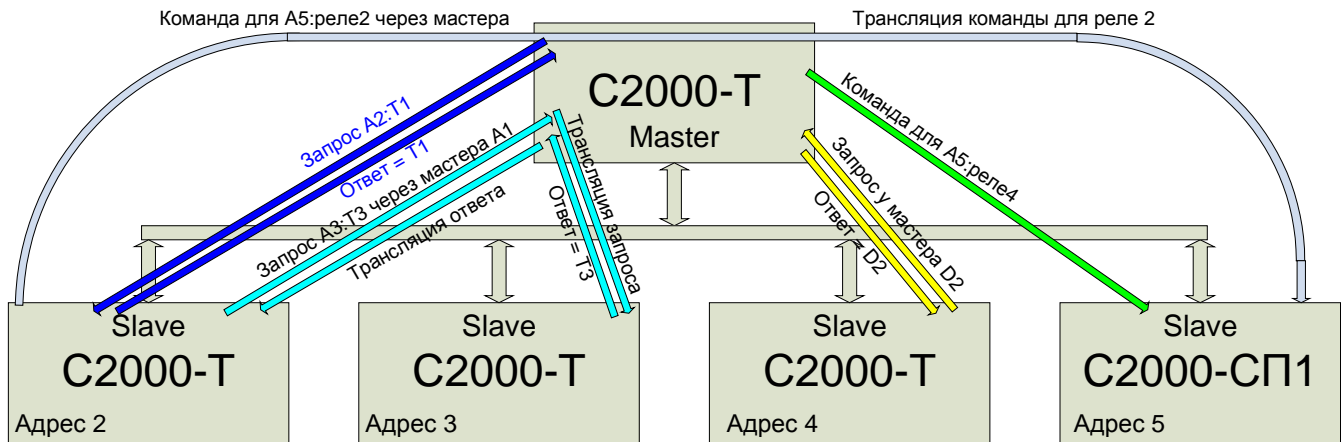 Команда для А5:реле2 через мастера
Трансляция команды для реле 2
С2000-Т
Master
Запрос А2:Т1
Ответ = Т1
Запрос А3:Т3 через мастера А1
Трансляция ответа
Трансляция запроса
Ответ = Т3
Запрос у мастера D2
Ответ = D2
Команда для А5:реле4
Slave
С2000-Т
Адрес 2
Slave
С2000-Т
Адрес 3
Slave
С2000-Т
Адрес 4
Slave
С2000-СП1
Адрес 5